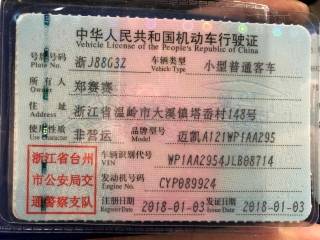 中华人民共和国机动车行驶证
Vehicle License of the People's Republic of China
号牌号码 浙J88G3Z 车辆类型 小型普通客车
Plate No. Vehicle Type
所有人 郑赛赛
Owner
住址 浙江省温岭市大溪镇塔香村148号
Address
使用性质 非营运 品牌型号 迈凯A121WP1AA295
Use Character Model
浙江省台州
市公安局交
通警察支队
车辆识别代号 WP1AA2954JLB08714
VIN
发动机号码 CYP089924
Engine No.
注册日期 2018-01-03 发证日期 2018-01-03
Register Date Issue Date